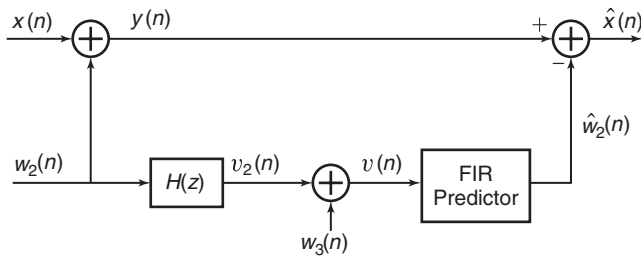 x(n)
y(n)
+
x̂(n)
−
ŵ₂(n)
w₂(n)
H(z)
v₂(n)
v(n)
FIR
Predictor
w₃(n)